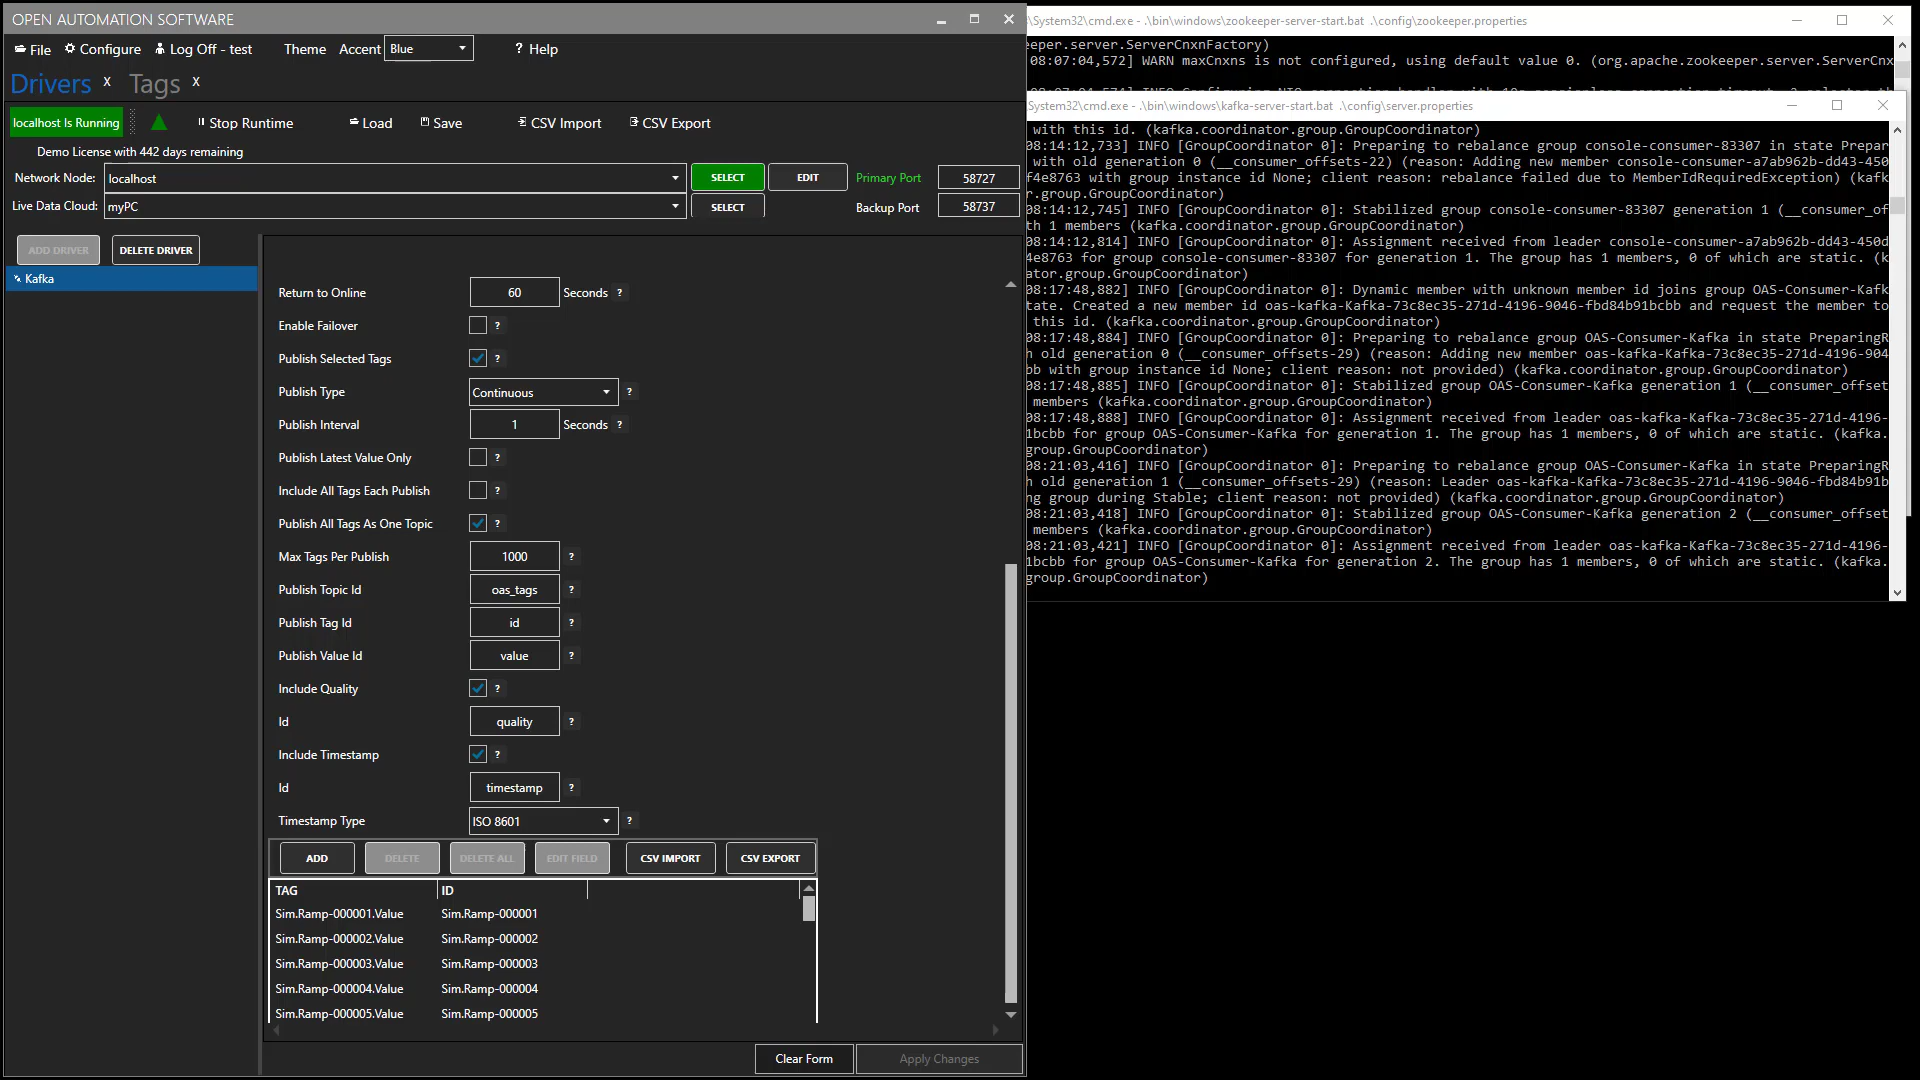 OPEN AUTOMATION SOFTWARE
File Configure Log Off - test Theme Accent Blue ? Help
Drivers x Tags x
localhost Is Running Stop Runtime Load Save CSV Import CSV Export
Demo License with 442 days remaining
Network Node: localhost SELECT EDIT Primary Port 58727
Live Data Cloud: myPC SELECT Backup Port 58737
ADD DRIVER DELETE DRIVER
Kafka
Return to Online 60 Seconds ?
Enable Failover ?
Publish Selected Tags ?
Publish Type Continuous ?
Publish Interval 1 Seconds ?
Publish Latest Value Only ?
Include All Tags Each Publish ?
Publish All Tags As One Topic ?
Max Tags Per Publish 1000 ?
Publish Topic Id oas_tags ?
Publish Tag Id id ?
Publish Value Id value ?
Include Quality ?
Id quality ?
Include Timestamp ?
Id timestamp ?
Timestamp Type ISO 8601 ?
ADD DELETE DELETE ALL EDIT FIELD CSV IMPORT CSV EXPORT
TAG ID
Sim.Ramp-000001.Value Sim.Ramp-000001
Sim.Ramp-000002.Value Sim.Ramp-000002
Sim.Ramp-000003.Value Sim.Ramp-000003
Sim.Ramp-000004.Value Sim.Ramp-000004
Sim.Ramp-000005.Value Sim.Ramp-000005
Clear Form Apply Changes
\System32\cmd.exe - .\bin\windows\zookeeper-server-start.bat .\config\zookeeper.properties
eeper.server.ServerCnxnFactory)
08:07:04,572] WARN maxCnxns is not configured, using default value 0. (org.apache.zookeeper.server.ServerCnx
System32\cmd.exe - .\bin\windows\kafka-server-start.bat .\config\server.properties
with this id. (kafka.coordinator.group.GroupCoordinator)
08:14:12,733] INFO [GroupCoordinator 0]: Preparing to rebalance group console-consumer-83307 in state Prepar
with old generation 0 (__consumer_offsets-22) (reason: Adding new member console-consumer-a7ab962b-dd43-450
f4e8763 with group instance id None; client reason: rebalance failed due to MemberIdRequiredException) (kafk
or.group.GroupCoordinator)
08:14:12,745] INFO [GroupCoordinator 0]: Stabilized group console-consumer-83307 generation 1 (__consumer_of
th 1 members (kafka.coordinator.group.GroupCoordinator)
08:14:12,814] INFO [GroupCoordinator 0]: Assignment received from leader console-consumer-a7ab962b-dd43-450d
4e8763 for group console-consumer-83307 for generation 1. The group has 1 members, 0 of which are static. (k
ator.group.GroupCoordinator)
08:17:48,882] INFO [GroupCoordinator 0]: Dynamic member with unknown member id joins group OAS-Consumer-Kafk
tate. Created a new member id oas-kafka-Kafka-73c8ec35-271d-4196-9046-fbd84b91bcbb and request the member to
this id. (kafka.coordinator.group.GroupCoordinator)
08:17:48,884] INFO [GroupCoordinator 0]: Preparing to rebalance group OAS-Consumer-Kafka in state PreparingR
h old generation 0 (__consumer_offsets-29) (reason: Adding new member oas-kafka-Kafka-73c8ec35-271d-4196-904
bb with group instance id None; client reason: not provided) (kafka.coordinator.group.GroupCoordinator)
08:17:48,885] INFO [GroupCoordinator 0]: Stabilized group OAS-Consumer-Kafka generation 1 (__consumer_offset
members (kafka.coordinator.group.GroupCoordinator)
08:17:48,888] INFO [GroupCoordinator 0]: Assignment received from leader oas-kafka-Kafka-73c8ec35-271d-4196-
1bcbb for group OAS-Consumer-Kafka for generation 1. The group has 1 members, 0 of which are static. (kafka.
group.GroupCoordinator)
08:21:03,416] INFO [GroupCoordinator 0]: Preparing to rebalance group OAS-Consumer-Kafka in state PreparingR
h old generation 1 (__consumer_offsets-29) (reason: Leader oas-kafka-Kafka-73c8ec35-271d-4196-9046-fbd84b91b
ng group during Stable; client reason: not provided) (kafka.coordinator.group.GroupCoordinator)
08:21:03,418] INFO [GroupCoordinator 0]: Stabilized group OAS-Consumer-Kafka generation 2 (__consumer_offset
members (kafka.coordinator.group.GroupCoordinator)
08:21:03,421] INFO [GroupCoordinator 0]: Assignment received from leader oas-kafka-Kafka-73c8ec35-271d-4196-
1bcbb for group OAS-Consumer-Kafka for generation 2. The group has 1 members, 0 of which are static. (kafka.
group.GroupCoordinator)